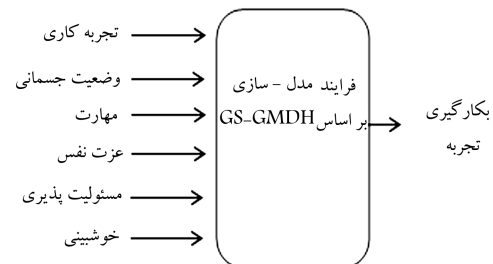 تجربه کاری
وضعیت جسمانی
مهارت
عزت نفس
مسئولیت پذیری
خوشبینی
فرایند مدل - سازی
بر اساس GS-GMDH
بکارگیری
تجربه